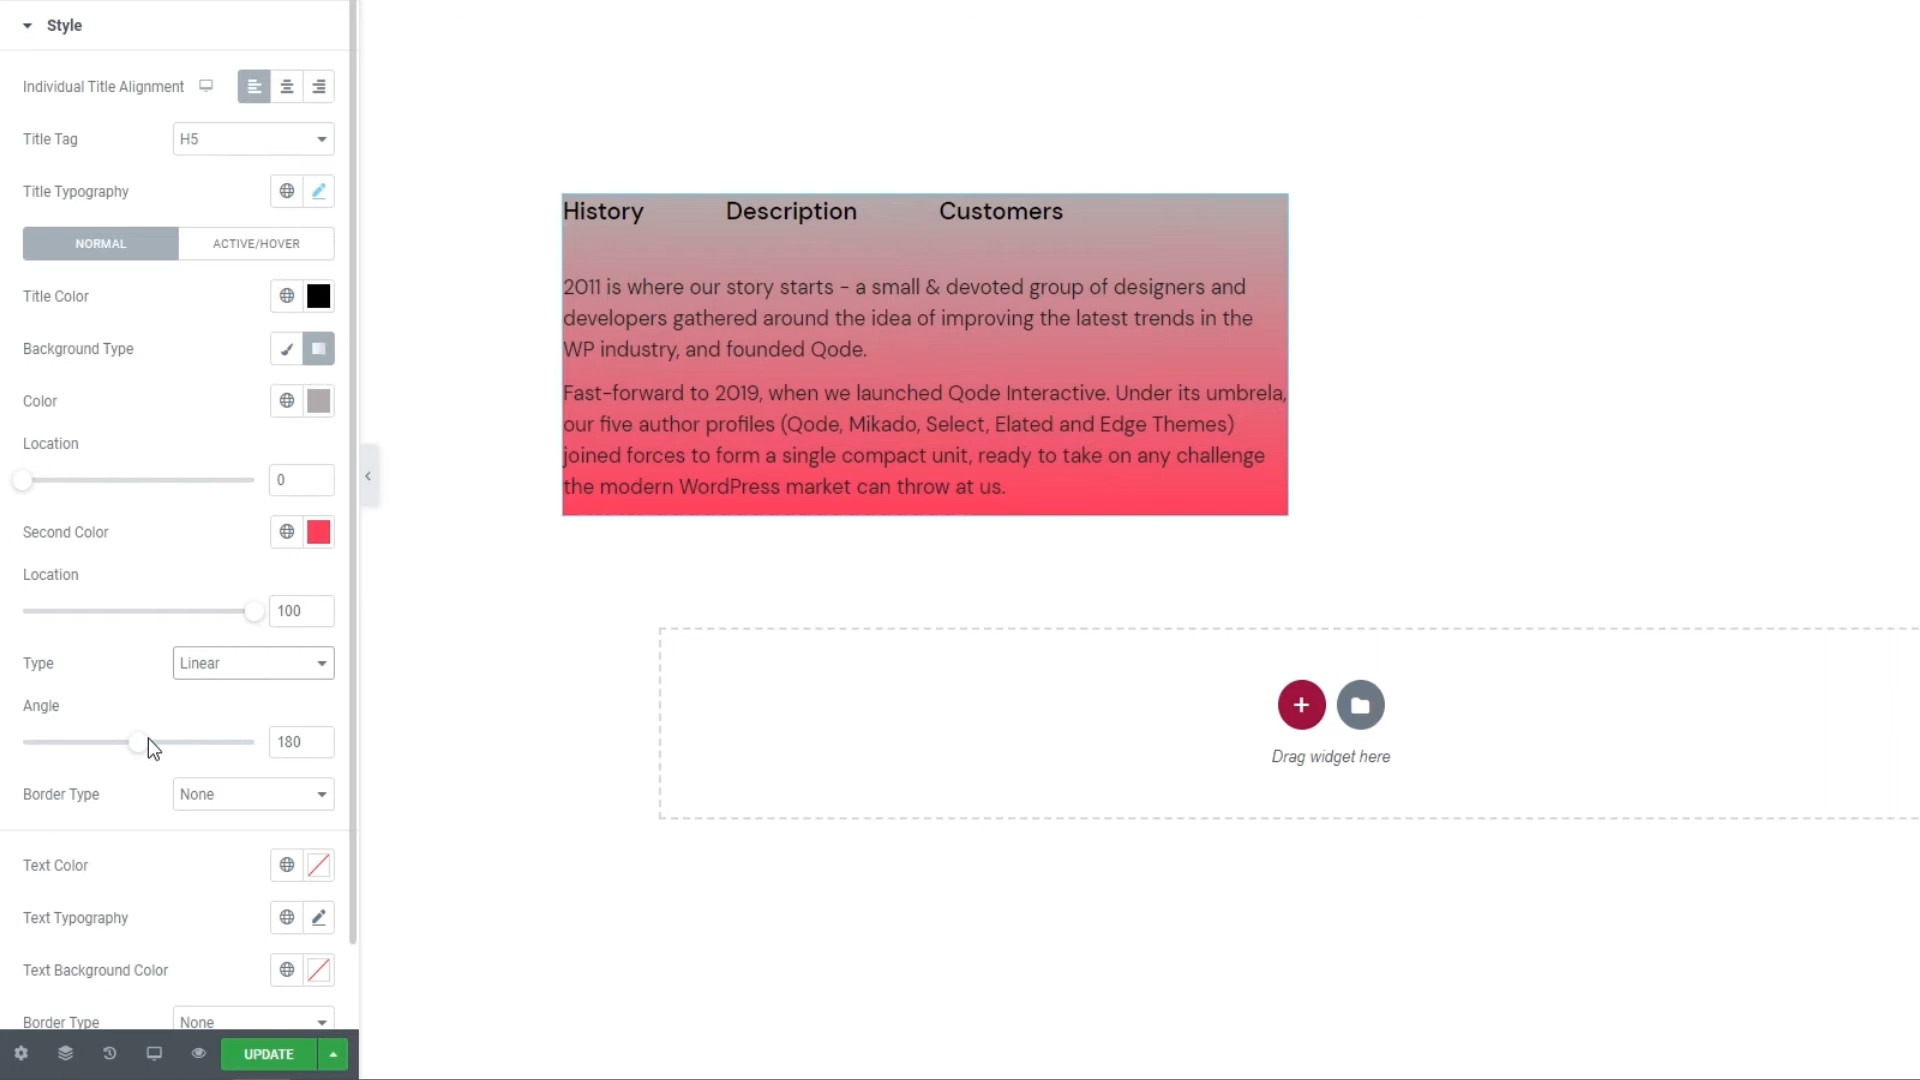 Style
Individual Title Alignment
Title Tag
H5
Title Typography
NORMAL
ACTIVE/HOVER
Title Color
Background Type
Color
Location
0
Second Color
Location
100
Type
Linear
Angle
180
Border Type
None
Text Color
Text Typography
Text Background Color
Border Type
None
UPDATE
History
Description
Customers
2011 is where our story starts - a small & devoted group of designers and
developers gathered around the idea of improving the latest trends in the
WP industry, and founded Qode.
Fast-forward to 2019, when we launched Qode Interactive. Under its umbrela,
our five author profiles (Qode, Mikado, Select, Elated and Edge Themes)
joined forces to form a single compact unit, ready to take on any challenge
the modern WordPress market can throw at us.
Drag widget here